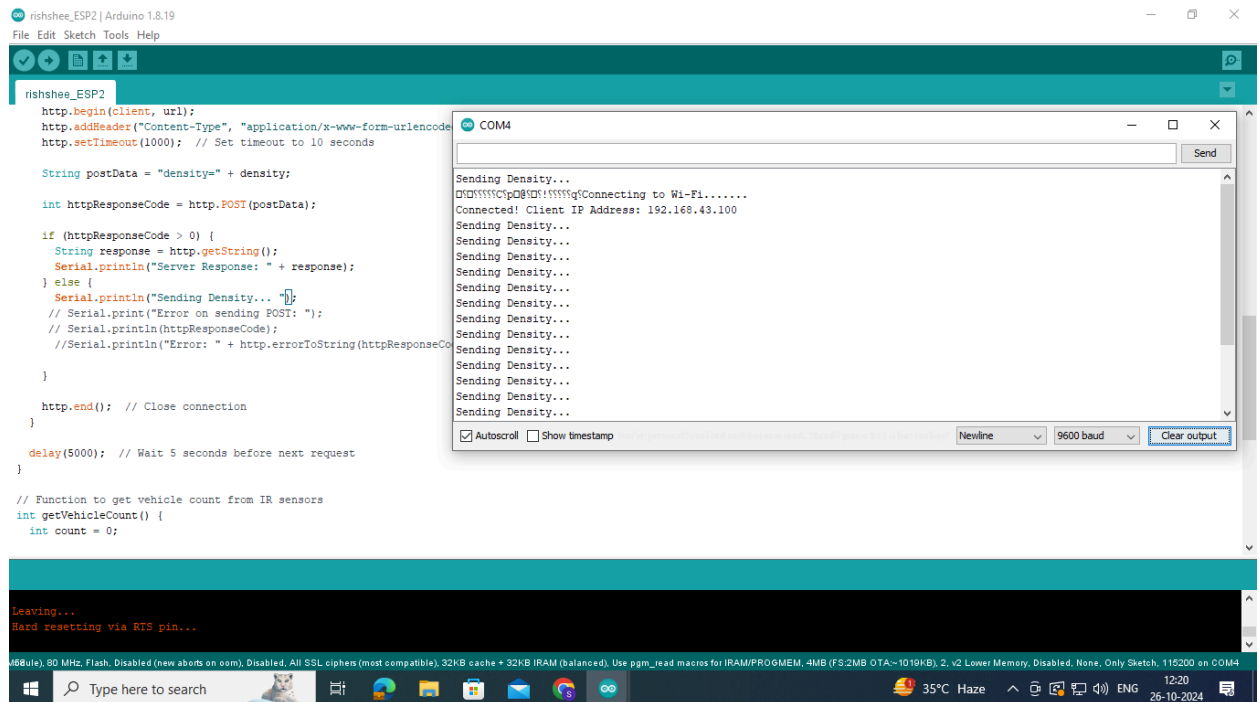 rishshee_ESP2 | Arduino 1.8.19
File Edit Sketch Tools Help
rishshee_ESP2
http.begin(client, url);
http.addHeader("Content-Type", "application/x-www-form-urlencode
http.setTimeout(1000);  // Set timeout to 10 seconds
String postData = "density=" + density;
int httpResponseCode = http.POST(postData);
if (httpResponseCode > 0) {
String response = http.getString();
Serial.println("Server Response: " + response);
} else {
Serial.println("Sending Density... ");
// Serial.print("Error on sending POST: ");
// Serial.println(httpResponseCode);
//Serial.println("Error: " + http.errorToString(httpResponseCo
}
http.end();  // Close connection
}
delay(5000);  // Wait 5 seconds before next request
}
// Function to get vehicle count from IR sensors
int getVehicleCount() {
int count = 0;
COM4
Send
Sending Density...
Connecting to Wi-Fi.......
Connected! Client IP Address: 192.168.43.100
Sending Density...
Sending Density...
Sending Density...
Sending Density...
Sending Density...
Sending Density...
Sending Density...
Sending Density...
Sending Density...
Sending Density...
Sending Density...
Sending Density...
Sending Density...
Autoscroll Show timestamp Newline 9600 baud Clear output
Leaving...
Hard resetting via RTS pin...
80 MHz, Flash, Disabled (new aborts on oom), Disabled, All SSL ciphers (most compatible), 32KB cache + 32KB IRAM (balanced), Use pgm_read macros for IRAM/PROGMEM, 4MB (FS:2MB OTA:~1019KB), 2, v2 Lower Memory, Disabled, None, Only Sketch, 115200 on COM4
Type here to search
35°C Haze
ENG
12:20
26-10-2024